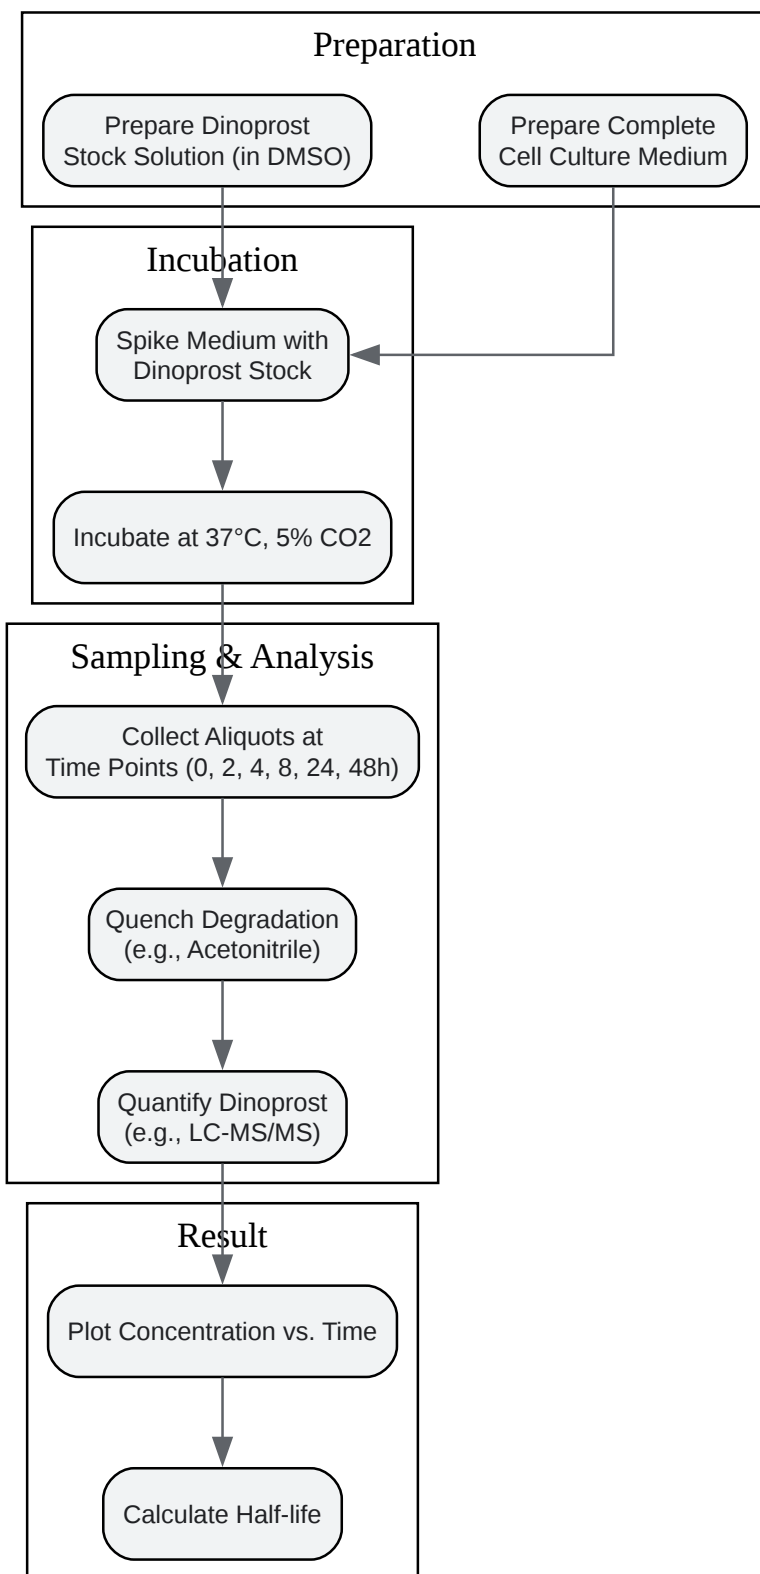 Preparation
Prepare Dinoprost
Stock Solution (in DMSO)
Prepare Complete
Cell Culture Medium
Incubation
Spike Medium with
Dinoprost Stock
Incubate at 37°C, 5% CO2
Sampling & Analysis
Collect Aliquots at
Time Points (0, 2, 4, 8, 24, 48h)
Quench Degradation
(e.g., Acetonitrile)
Quantify Dinoprost
(e.g., LC-MS/MS)
Result
Plot Concentration vs. Time
Calculate Half-life